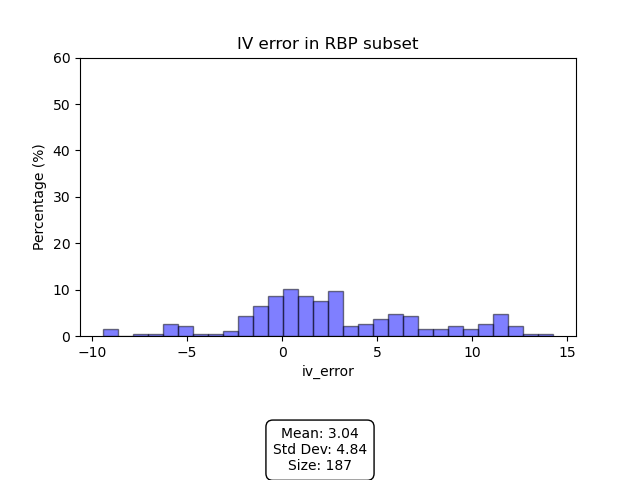 IV error in RBP subset
60
50
40
30
20
10
0
Percentage (%)
−10
−5
0
5
10
15
iv_error
Mean: 3.04
Std Dev: 4.84
Size: 187